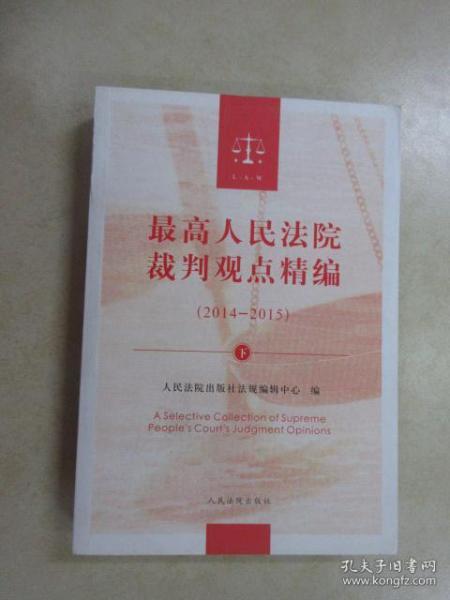 L·A·W
最高人民法院
裁判观点精编
(2014-2015)
下
人民法院出版社法规编辑中心 编
A Selective Collection of Supreme
People's Court's Judgment Opinions
人民法院出版社
孔夫子旧书网
www.kongfz.com